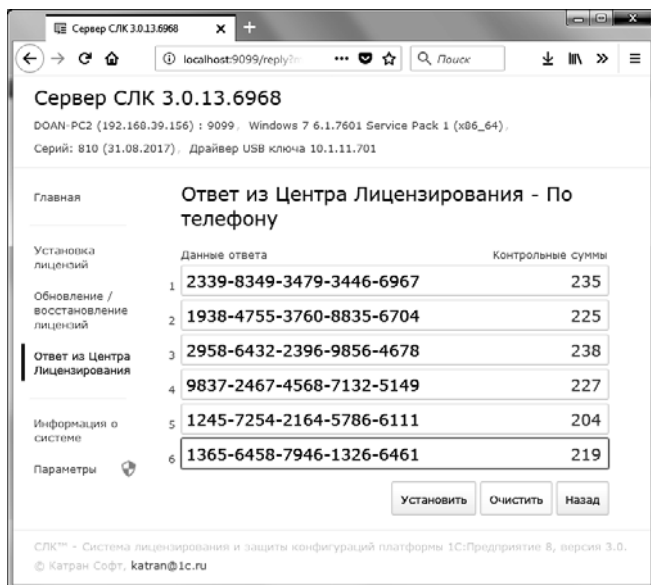 Сервер СЛК 3.0.13.6968
localhost:9099/reply?
Поиск
Сервер СЛК 3.0.13.6968
DOAN-PC2 (192.168.39.156) : 9099, Windows 7 6.1.7601 Service Pack 1 (x86_64),
Серий: 810 (31.08.2017), Драйвер USB ключа 10.1.11.701
Главная
Установка
лицензий
Обновление /
восстановление
лицензий
Ответ из Центра
Лицензирования
Информация о
системе
Параметры
Ответ из Центра Лицензирования - По
телефону
Данные ответа Контрольные суммы
1 2339-8349-3479-3446-6967 235
2 1938-4755-3760-8835-6704 225
3 2958-6432-2396-9856-4678 238
4 9837-2467-4568-7132-5149 227
5 1245-7254-2164-5786-6111 204
6 1365-6458-7946-1326-6461 219
Установить Очистить Назад
СЛК™ - Система лицензирования и защиты конфигураций платформы 1С:Предприятие 8, версия 3.0.
© Катран Софт, katran@1c.ru